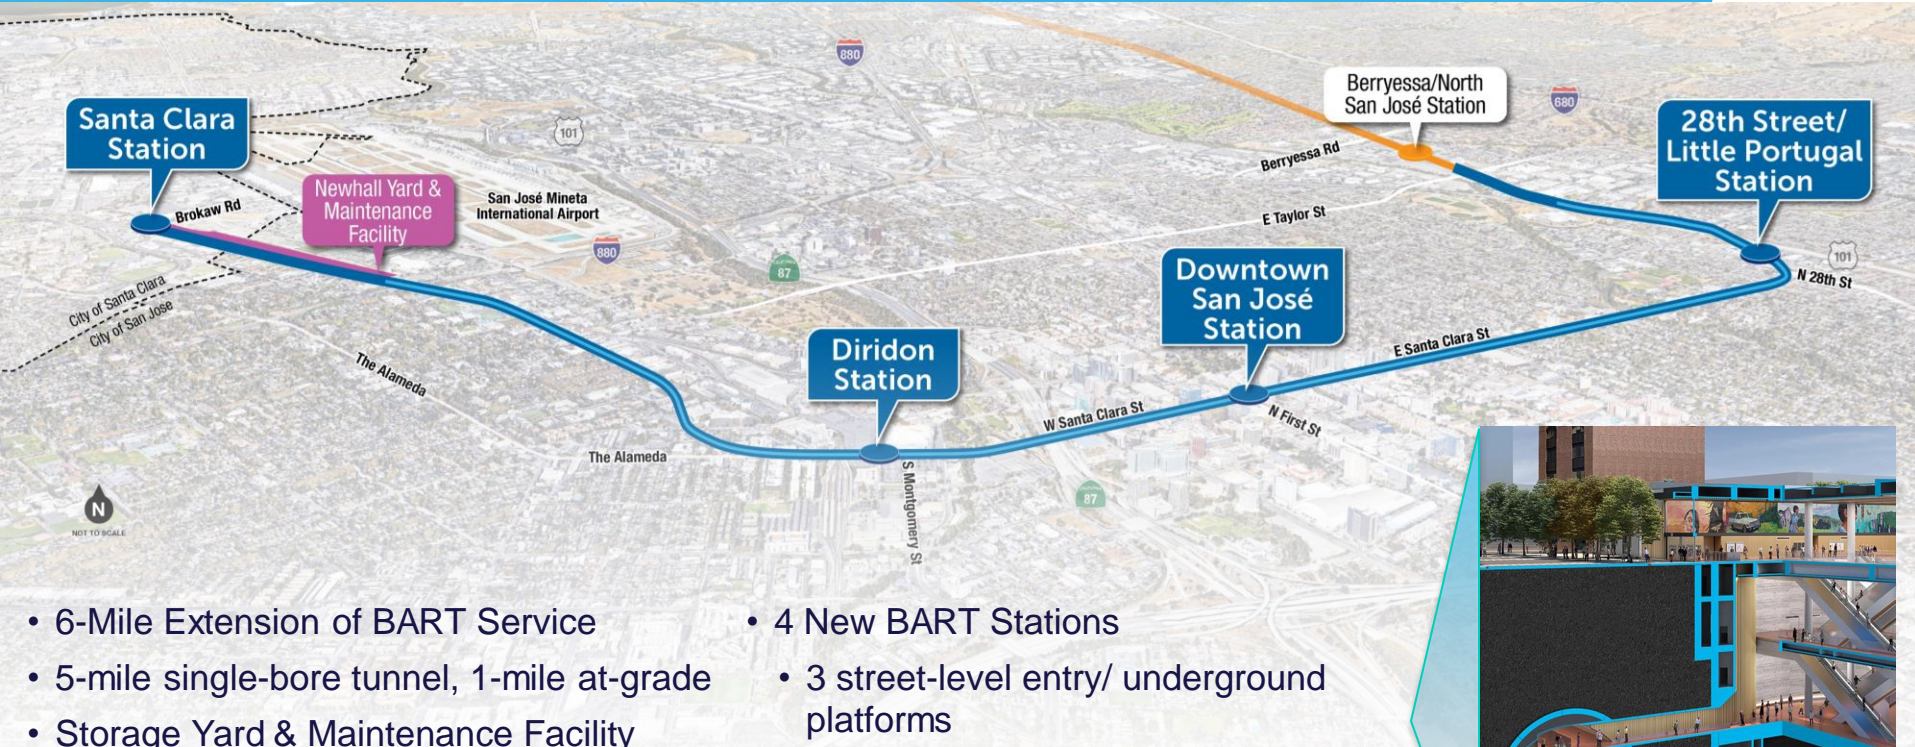 880
Berryessa/North
San José Station
680
Santa Clara
Station
28th Street/
Little Portugal
Station
101
Berryessa Rd
Newhall Yard &
Maintenance
Facility
San José Mineta
International Airport
Brokaw Rd
E Taylor St
880
87
Downtown
San José
Station
101
N 28th St
City of Santa Clara
City of San Jose
Diridon
Station
E Santa Clara St
The Alameda
W Santa Clara St
N First St
The Alameda
S Montgomery St
87
N
NOT TO SCALE
• 6-Mile Extension of BART Service
• 5-mile single-bore tunnel, 1-mile at-grade
• Storage Yard & Maintenance Facility
• 4 New BART Stations
• 3 street-level entry/ underground
platforms